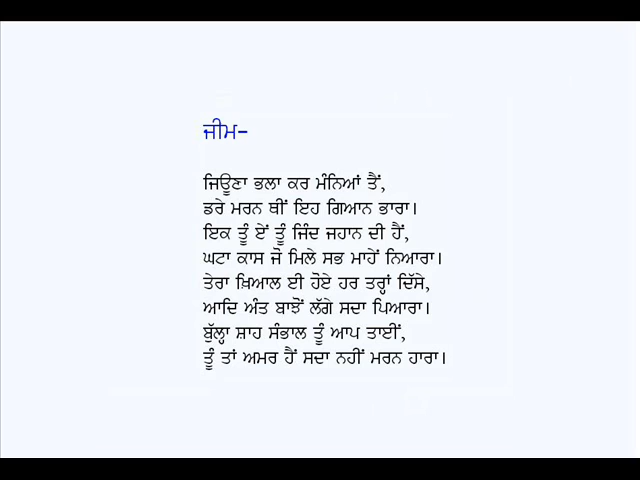 ਜੀਮ-
ਜਿਊਣਾ ਭਲਾ ਕਰ ਮੰਨਿਆਂ ਤੈਂ,
ਡਰੇ ਮਰਨ ਥੀਂ ਇਹ ਗਿਆਨ ਭਾਰਾ।
ਇਕ ਤੂੰ ਏਂ ਤੂੰ ਜਿੰਦ ਜਹਾਨ ਦੀ ਹੈਂ,
ਘਟਾ ਕਾਸ ਜੋ ਮਿਲੇ ਸਭ ਮਾਹੇਂ ਨਿਆਰਾ।
ਤੇਰਾ ਖ਼ਿਆਲ ਈ ਹੋਏ ਹਰ ਤਰ੍ਹਾਂ ਦਿੱਸੇ,
ਆਦਿ ਅੰਤ ਬਾਝੋਂ ਲੱਗੇ ਸਦਾ ਪਿਆਰਾ।
ਬੁੱਲ੍ਹਾ ਸ਼ਾਹ ਸੰਭਾਲ ਤੂੰ ਆਪ ਤਾਈਂ,
ਤੂੰ ਤਾਂ ਅਮਰ ਹੈਂ ਸਦਾ ਨਹੀਂ ਮਰਨ ਹਾਰਾ।